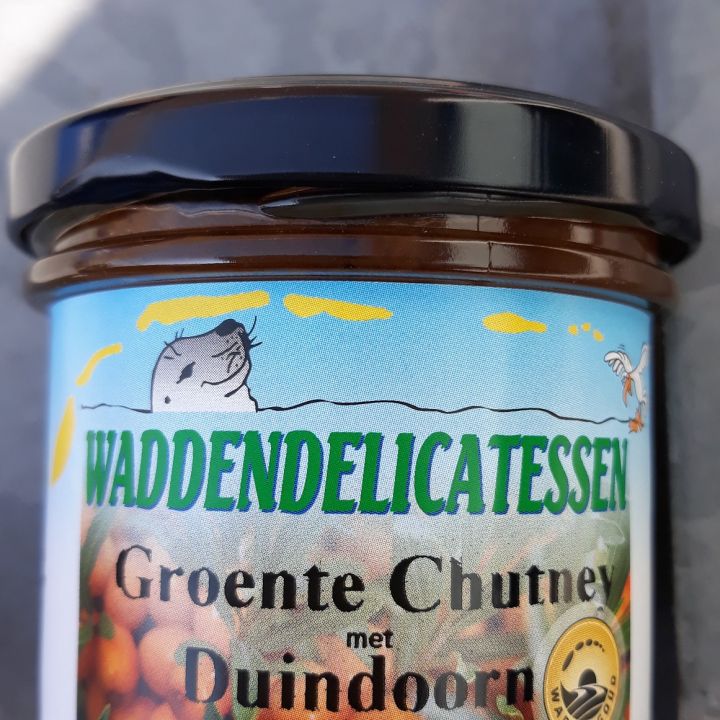 WADDENDELICATESSEN
Groente Chutney
met
Duindoorn